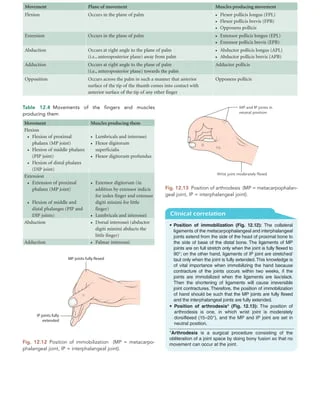 Movement Plane of movement Muscles producing movement
Flexion Occurs in the plane of palm • Flexor pollicis longus (FPL)
• Flexor pollicis brevis (FPB)
• Opponens pollicis
Extension Occurs in the plane of palm • Extensor pollicis longus (EPL)
• Extensor pollicis brevis (EPB)
Abduction Occurs at right angle to the plane of palm • Abductor pollicis longus (APL)
(i.e., anteroposterior plane) away from palm • Abductor pollicis brevis (APB)
Adduction Occurs at right angle to the plane of palm Adductor pollicis
(i.e., anteroposterior plane) towards the palm
Opposition Occurs across the palm in such a manner that anterior Opponens pollicis
surface of the tip of the thumb comes into contact with
anterior surface of the tip of any other finger
Table 12.4 Movements of the fingers and muscles
producing them
Movement Muscles producing them
Flexion
• Flexion of proximal • Lumbricals and interossei
phalanx (MP joint) • Flexor digitorum
• Flexion of middle phalanx superficialis
(PIP joint) • Flexor digitorum profundus
• Flexion of distal phalanx
(DIP joint)
Extension
• Extension of proximal • Extensor digitorum (in
phalanx (MP joint) addition by extensor indicis
for index finger and extensor
• Flexion of middle and digiti minimi for little
distal phalanges (PIP and finger)
DIP joints) • Lumbricals and interossei
Abduction • Dorsal interossei (abductor
digiti minimi abducts the
little finger)
Adduction • Palmar interossei
MP joints fully flexed
IP joints fully
extended
Fig. 12.12 Position of immobilization (MP = metacarpo-
phalangeal joint, IP = interphalangeal joint).
MP and IP joints in
neutral position
Wrist joint moderately flexed
Fig. 12.13 Position of arthrodesis (MP = metacarpophalan-
geal joint, IP = interphalangeal joint).
Clinical correlation
• Position of immobilization (Fig. 12.12): The collateral
ligaments of the metacarpophalangeal and interphalangeal
joints extend from the side of the head of proximal bone to
the side of base of the distal bone. The ligaments of MP
joints are on full stretch only when the joint is fully flexed to
90°; on the other hand, ligaments of IP joint are stretched
taut only when the joint is fully extended. This knowledge is
of vital importance when immobilizing the hand because
contracture of the joints occurs within two weeks, if the
joints are immobilized when the ligaments are lax/slack.
Then the shortening of ligaments will cause irreversible
joint contractures. Therefore, the position of immobilization
of hand should be such that the MP joints are fully flexed
and the interphalangeal joints are fully extended.
• Position of arthrodesis* (Fig. 12.13): The position of
arthrodesis is one, in which wrist joint is moderately
dorsiflexed (15–20°), and the MP and IP joint are set in
neutral position.
*Arthrodesis is a surgical procedure consisting of the
obliteration of a joint space by doing bony fusion so that no
movement can occur at the joint.